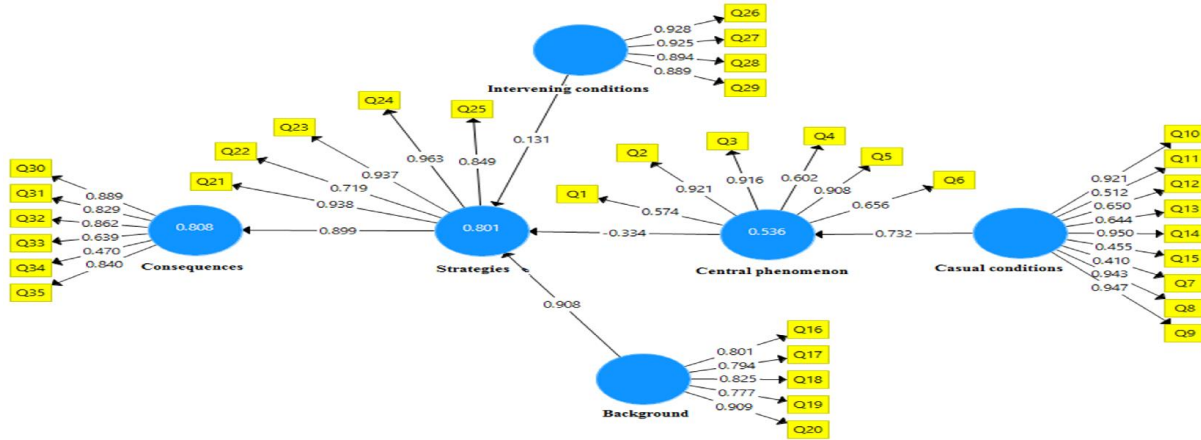 Q26
0.928
Q27
0.925
Q28
0.894
Q29
0.889
Intervening conditions
0.131
Q24
0.963
Q25
0.849
Q23
0.937
Q22
0.719
Q21
0.938
Q30
0.889
Q31
0.829
Q32
0.862
Q33
0.639
Q34
0.470
Q35
0.840
0.808
Consequences
0.899
0.801
Strategies
-0.334
Q1
0.574
Q2
0.921
Q3
0.916
Q4
0.602
Q5
0.908
Q6
0.656
0.536
Central phenomenon
0.732
Casual conditions
Q10
0.921
Q11
0.512
Q12
0.650
Q13
0.644
Q14
0.950
Q15
0.455
Q7
0.410
Q8
0.943
Q9
0.947
0.908
Q16
0.801
Q17
0.794
Q18
0.825
Q19
0.777
Q20
0.909
Background